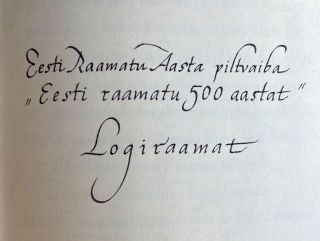 Eesti Raamatu Aasta piltvaiba
„Eesti raamatu 500 aastat"
Logiraamat